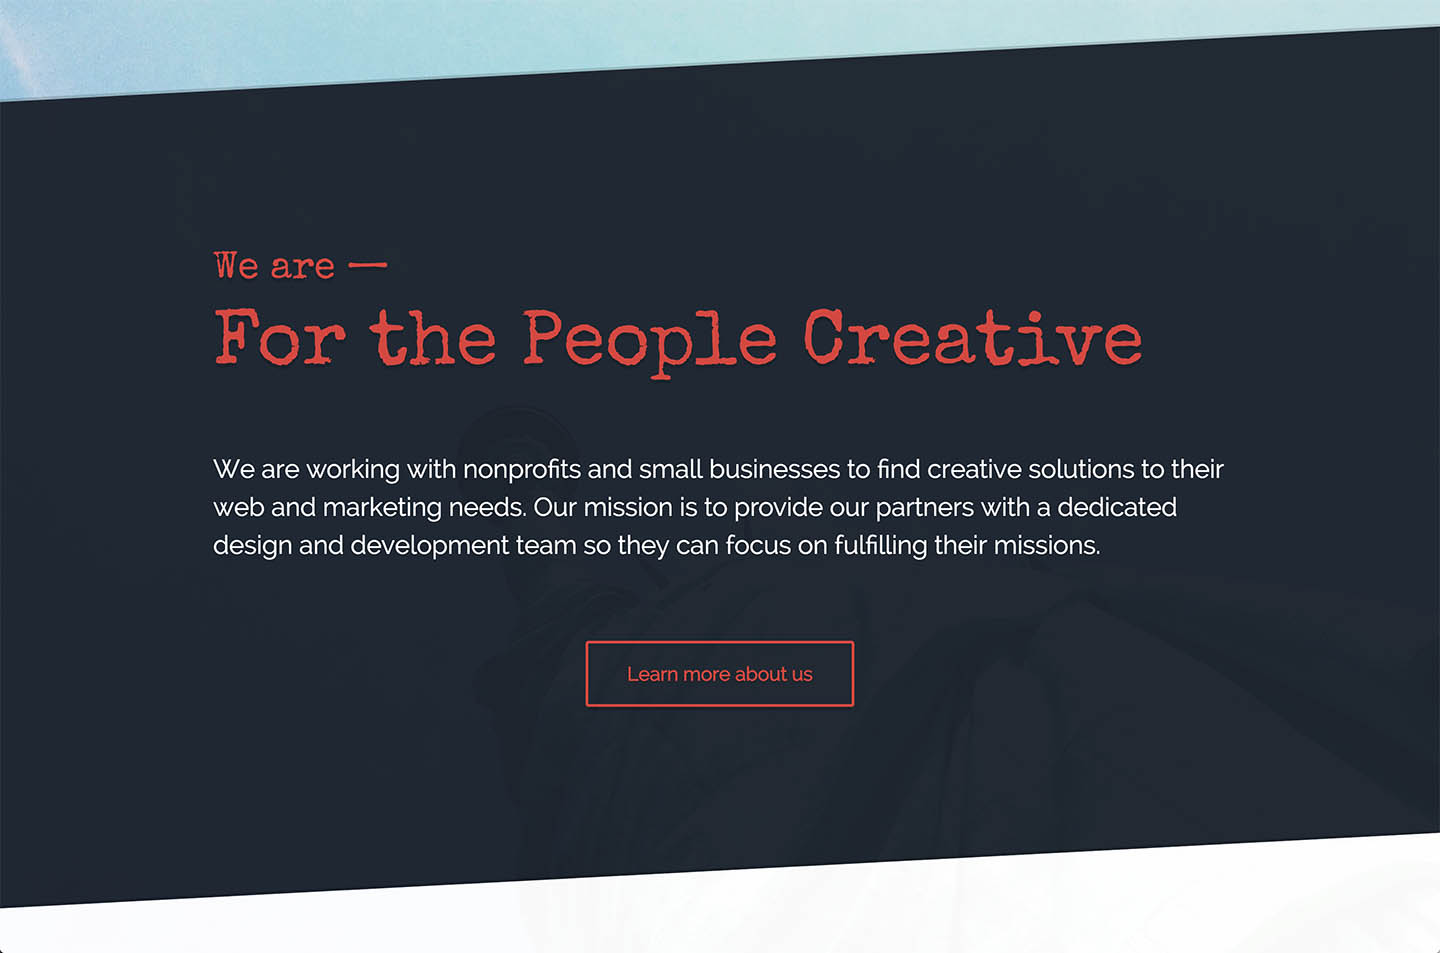 We are —
For the People Creative
We are working with nonprofits and small businesses to find creative solutions to their
web and marketing needs. Our mission is to provide our partners with a dedicated
design and development team so they can focus on fulfilling their missions.
Learn more about us